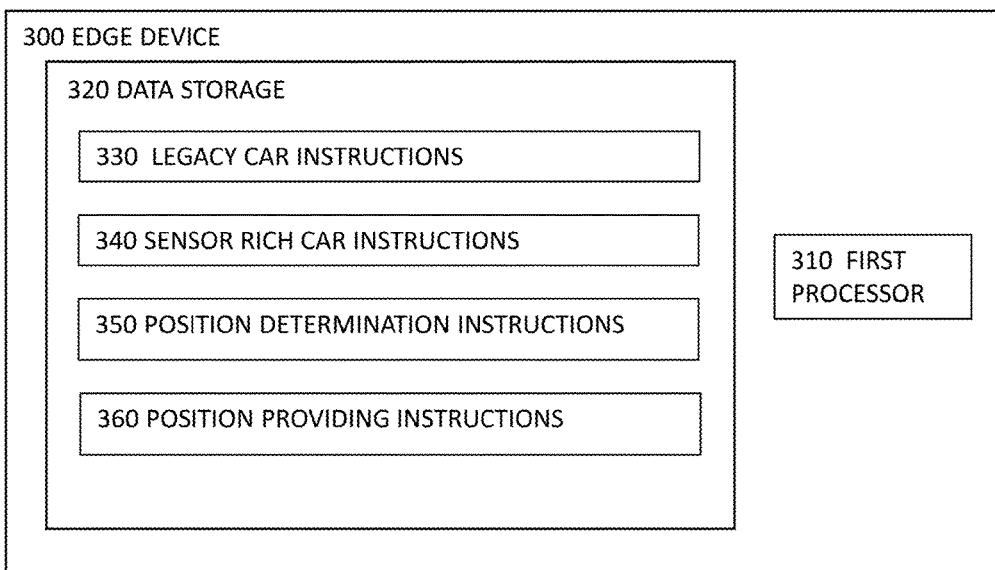 300 EDGE DEVICE
320 DATA STORAGE
330 LEGACY CAR INSTRUCTIONS
340 SENSOR RICH CAR INSTRUCTIONS
350 POSITION DETERMINATION INSTRUCTIONS
360 POSITION PROVIDING INSTRUCTIONS
310 FIRST
PROCESSOR